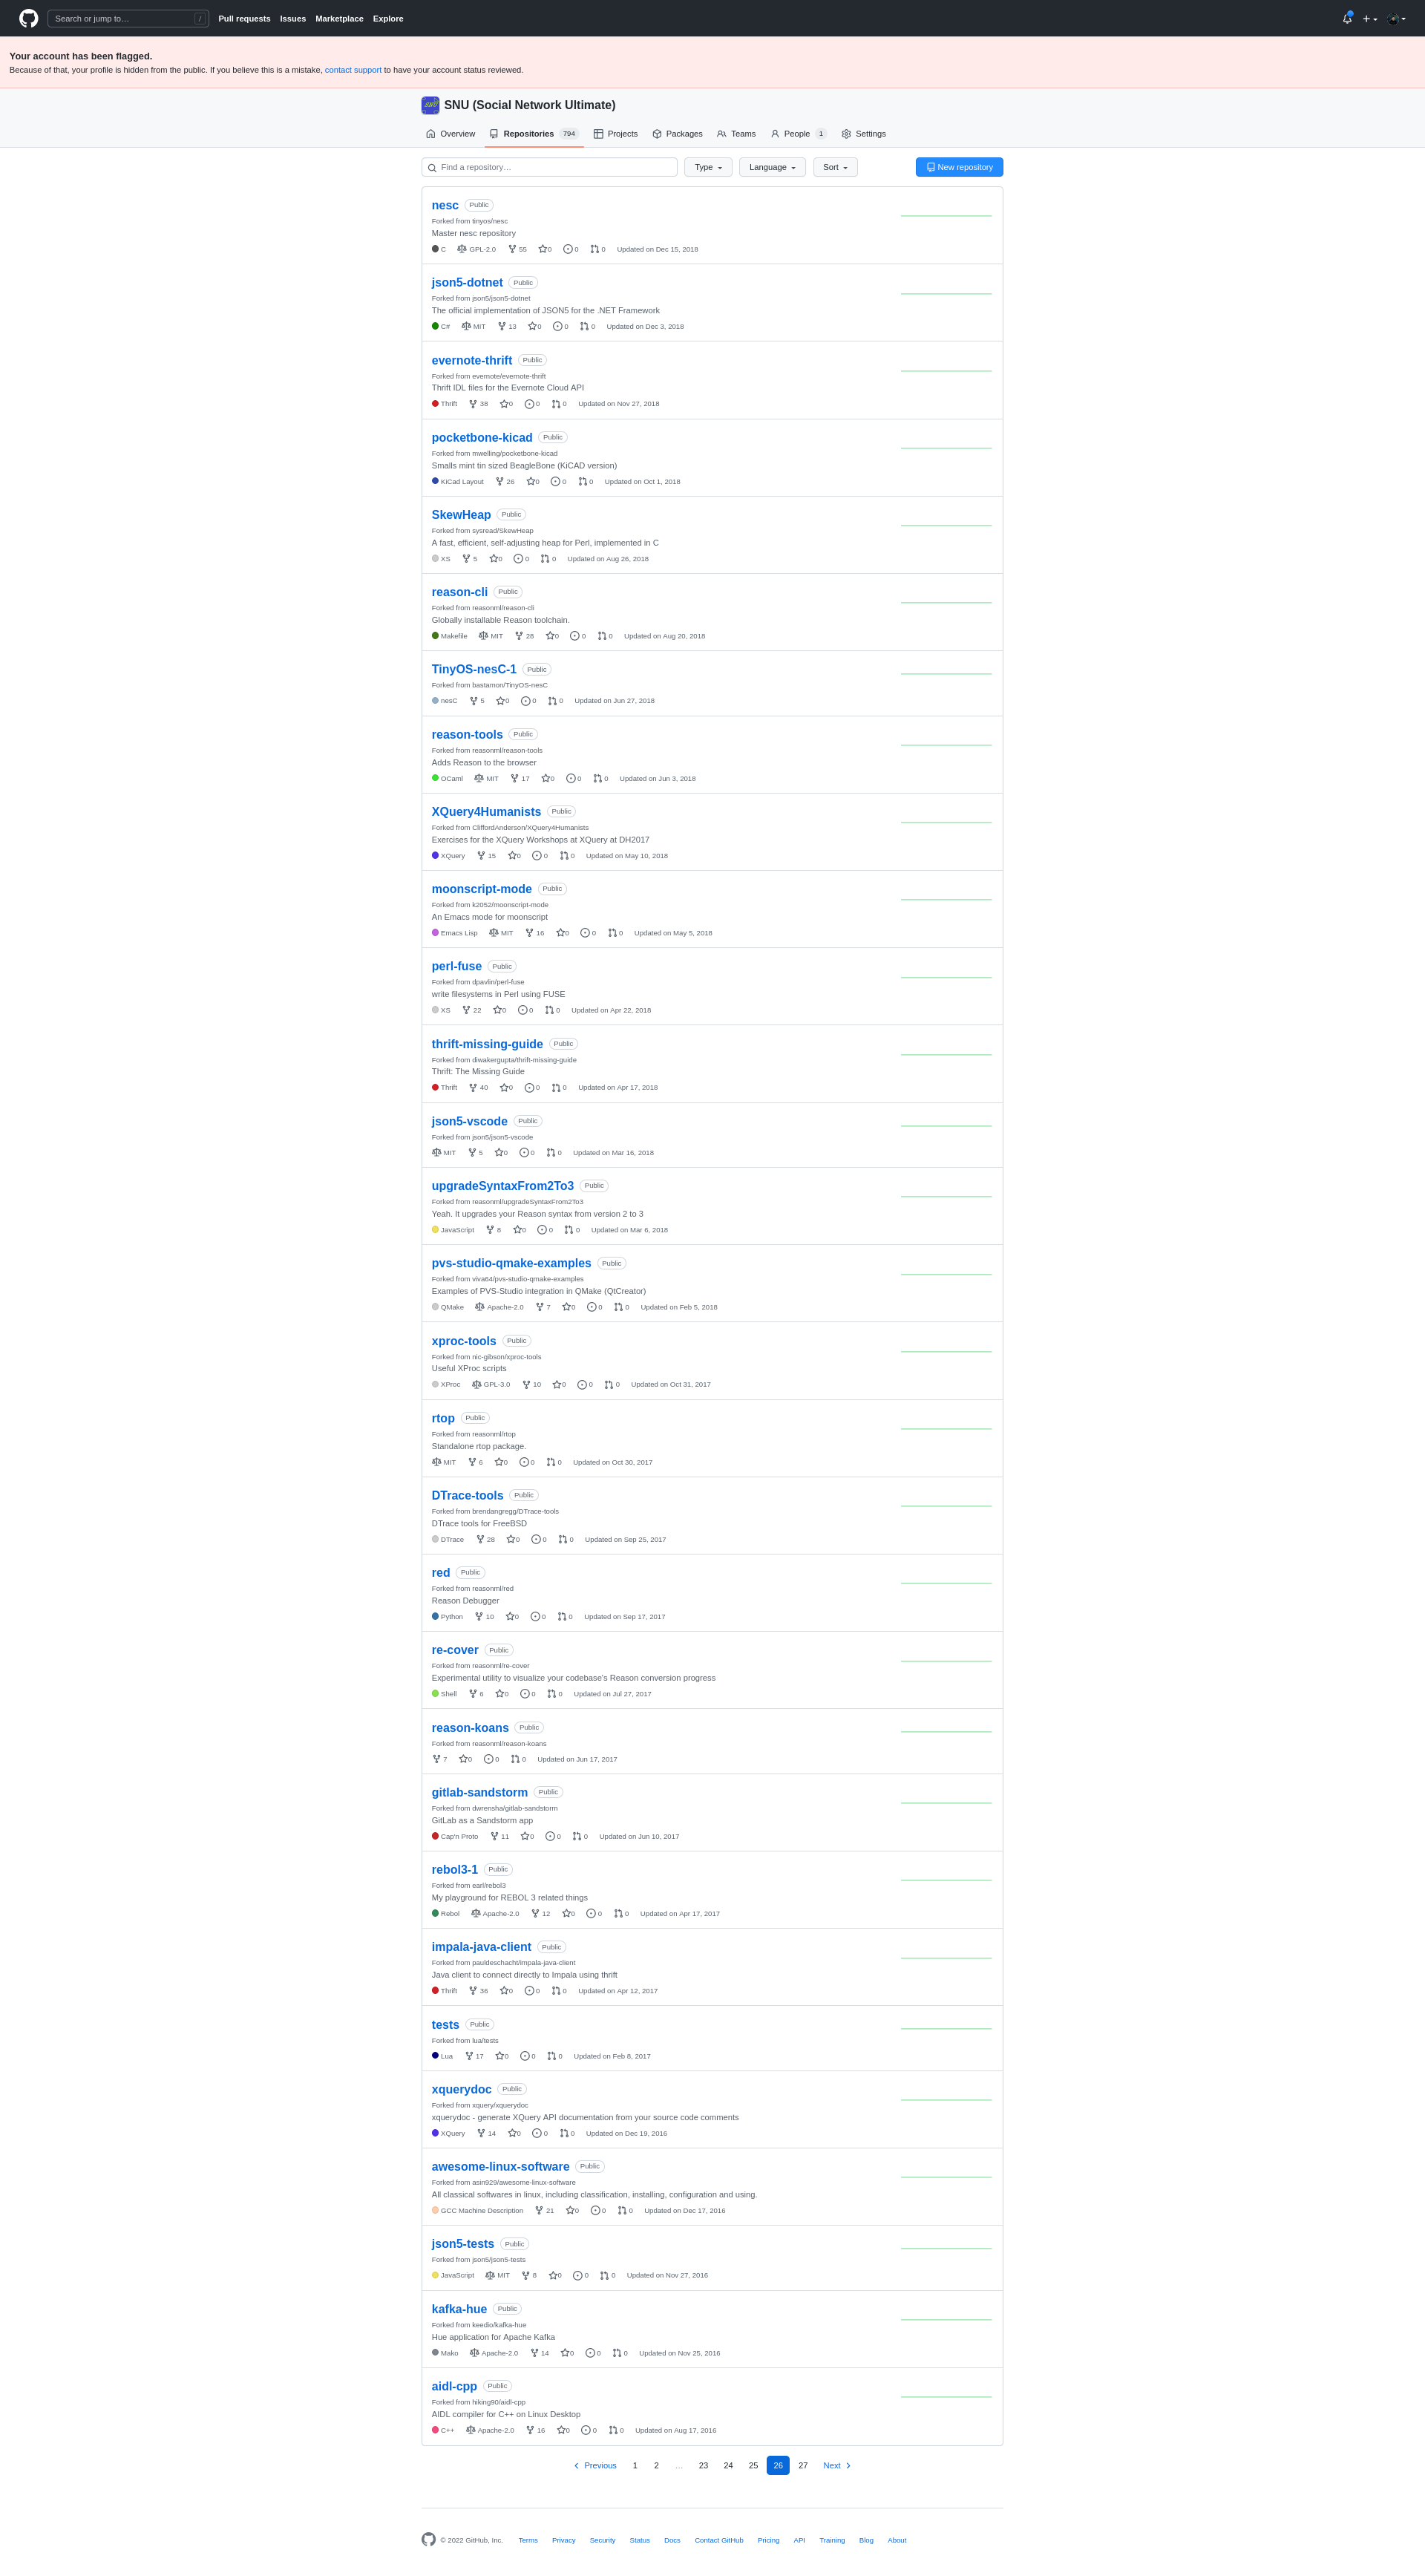 Search or jump to…
/
Pull requests Issues Marketplace Explore
Your account has been flagged.
Because of that, your profile is hidden from the public. If you believe this is a mistake, contact support to have your account status reviewed.
SNU (Social Network Ultimate)
Overview Repositories 794 Projects Packages Teams People 1 Settings
Find a repository… Type Language Sort New repository
nesc Public
Forked from tinyos/nesc
Master nesc repository
C GPL-2.0 55 0 0 0 Updated on Dec 15, 2018
json5-dotnet Public
Forked from json5/json5-dotnet
The official implementation of JSON5 for the .NET Framework
C# MIT 13 0 0 0 Updated on Dec 3, 2018
evernote-thrift Public
Forked from evernote/evernote-thrift
Thrift IDL files for the Evernote Cloud API
Thrift 38 0 0 0 Updated on Nov 27, 2018
pocketbone-kicad Public
Forked from mwelling/pocketbone-kicad
Smalls mint tin sized BeagleBone (KiCAD version)
KiCad Layout 26 0 0 0 Updated on Oct 1, 2018
SkewHeap Public
Forked from sysread/SkewHeap
A fast, efficient, self-adjusting heap for Perl, implemented in C
XS 5 0 0 0 Updated on Aug 26, 2018
reason-cli Public
Forked from reasonml/reason-cli
Globally installable Reason toolchain.
Makefile MIT 28 0 0 0 Updated on Aug 20, 2018
TinyOS-nesC-1 Public
Forked from bastamon/TinyOS-nesC
nesC 5 0 0 0 Updated on Jun 27, 2018
reason-tools Public
Forked from reasonml/reason-tools
Adds Reason to the browser
OCaml MIT 17 0 0 0 Updated on Jun 3, 2018
XQuery4Humanists Public
Forked from CliffordAnderson/XQuery4Humanists
Exercises for the XQuery Workshops at XQuery at DH2017
XQuery 15 0 0 0 Updated on May 10, 2018
moonscript-mode Public
Forked from k2052/moonscript-mode
An Emacs mode for moonscript
Emacs Lisp MIT 16 0 0 0 Updated on May 5, 2018
perl-fuse Public
Forked from dpavlin/perl-fuse
write filesystems in Perl using FUSE
XS 22 0 0 0 Updated on Apr 22, 2018
thrift-missing-guide Public
Forked from diwakergupta/thrift-missing-guide
Thrift: The Missing Guide
Thrift 40 0 0 0 Updated on Apr 17, 2018
json5-vscode Public
Forked from json5/json5-vscode
MIT 5 0 0 0 Updated on Mar 16, 2018
upgradeSyntaxFrom2To3 Public
Forked from reasonml/upgradeSyntaxFrom2To3
Yeah. It upgrades your Reason syntax from version 2 to 3
JavaScript 8 0 0 0 Updated on Mar 6, 2018
pvs-studio-qmake-examples Public
Forked from viva64/pvs-studio-qmake-examples
Examples of PVS-Studio integration in QMake (QtCreator)
QMake Apache-2.0 7 0 0 0 Updated on Feb 5, 2018
xproc-tools Public
Forked from nic-gibson/xproc-tools
Useful XProc scripts
XProc GPL-3.0 10 0 0 0 Updated on Oct 31, 2017
rtop Public
Forked from reasonml/rtop
Standalone rtop package.
MIT 6 0 0 0 Updated on Oct 30, 2017
DTrace-tools Public
Forked from brendangregg/DTrace-tools
DTrace tools for FreeBSD
DTrace 28 0 0 0 Updated on Sep 25, 2017
red Public
Forked from reasonml/red
Reason Debugger
Python 10 0 0 0 Updated on Sep 17, 2017
re-cover Public
Forked from reasonml/re-cover
Experimental utility to visualize your codebase's Reason conversion progress
Shell 6 0 0 0 Updated on Jul 27, 2017
reason-koans Public
Forked from reasonml/reason-koans
7 0 0 0 Updated on Jun 17, 2017
gitlab-sandstorm Public
Forked from dwrensha/gitlab-sandstorm
GitLab as a Sandstorm app
Cap'n Proto 11 0 0 0 Updated on Jun 10, 2017
rebol3-1 Public
Forked from earl/rebol3
My playground for REBOL 3 related things
Rebol Apache-2.0 12 0 0 0 Updated on Apr 17, 2017
impala-java-client Public
Forked from pauldeschacht/impala-java-client
Java client to connect directly to Impala using thrift
Thrift 36 0 0 0 Updated on Apr 12, 2017
tests Public
Forked from lua/tests
Lua 17 0 0 0 Updated on Feb 8, 2017
xquerydoc Public
Forked from xquery/xquerydoc
xquerydoc - generate XQuery API documentation from your source code comments
XQuery 14 0 0 0 Updated on Dec 19, 2016
awesome-linux-software Public
Forked from asin929/awesome-linux-software
All classical softwares in linux, including classification, installing, configuration and using.
GCC Machine Description 21 0 0 0 Updated on Dec 17, 2016
json5-tests Public
Forked from json5/json5-tests
JavaScript MIT 8 0 0 0 Updated on Nov 27, 2016
kafka-hue Public
Forked from keedio/kafka-hue
Hue application for Apache Kafka
Mako Apache-2.0 14 0 0 0 Updated on Nov 25, 2016
aidl-cpp Public
Forked from hiking90/aidl-cpp
AIDL compiler for C++ on Linux Desktop
C++ Apache-2.0 16 0 0 0 Updated on Aug 17, 2016
Previous 1 2 … 23 24 25 26 27 Next
© 2022 GitHub, Inc. Terms Privacy Security Status Docs Contact GitHub Pricing API Training Blog About